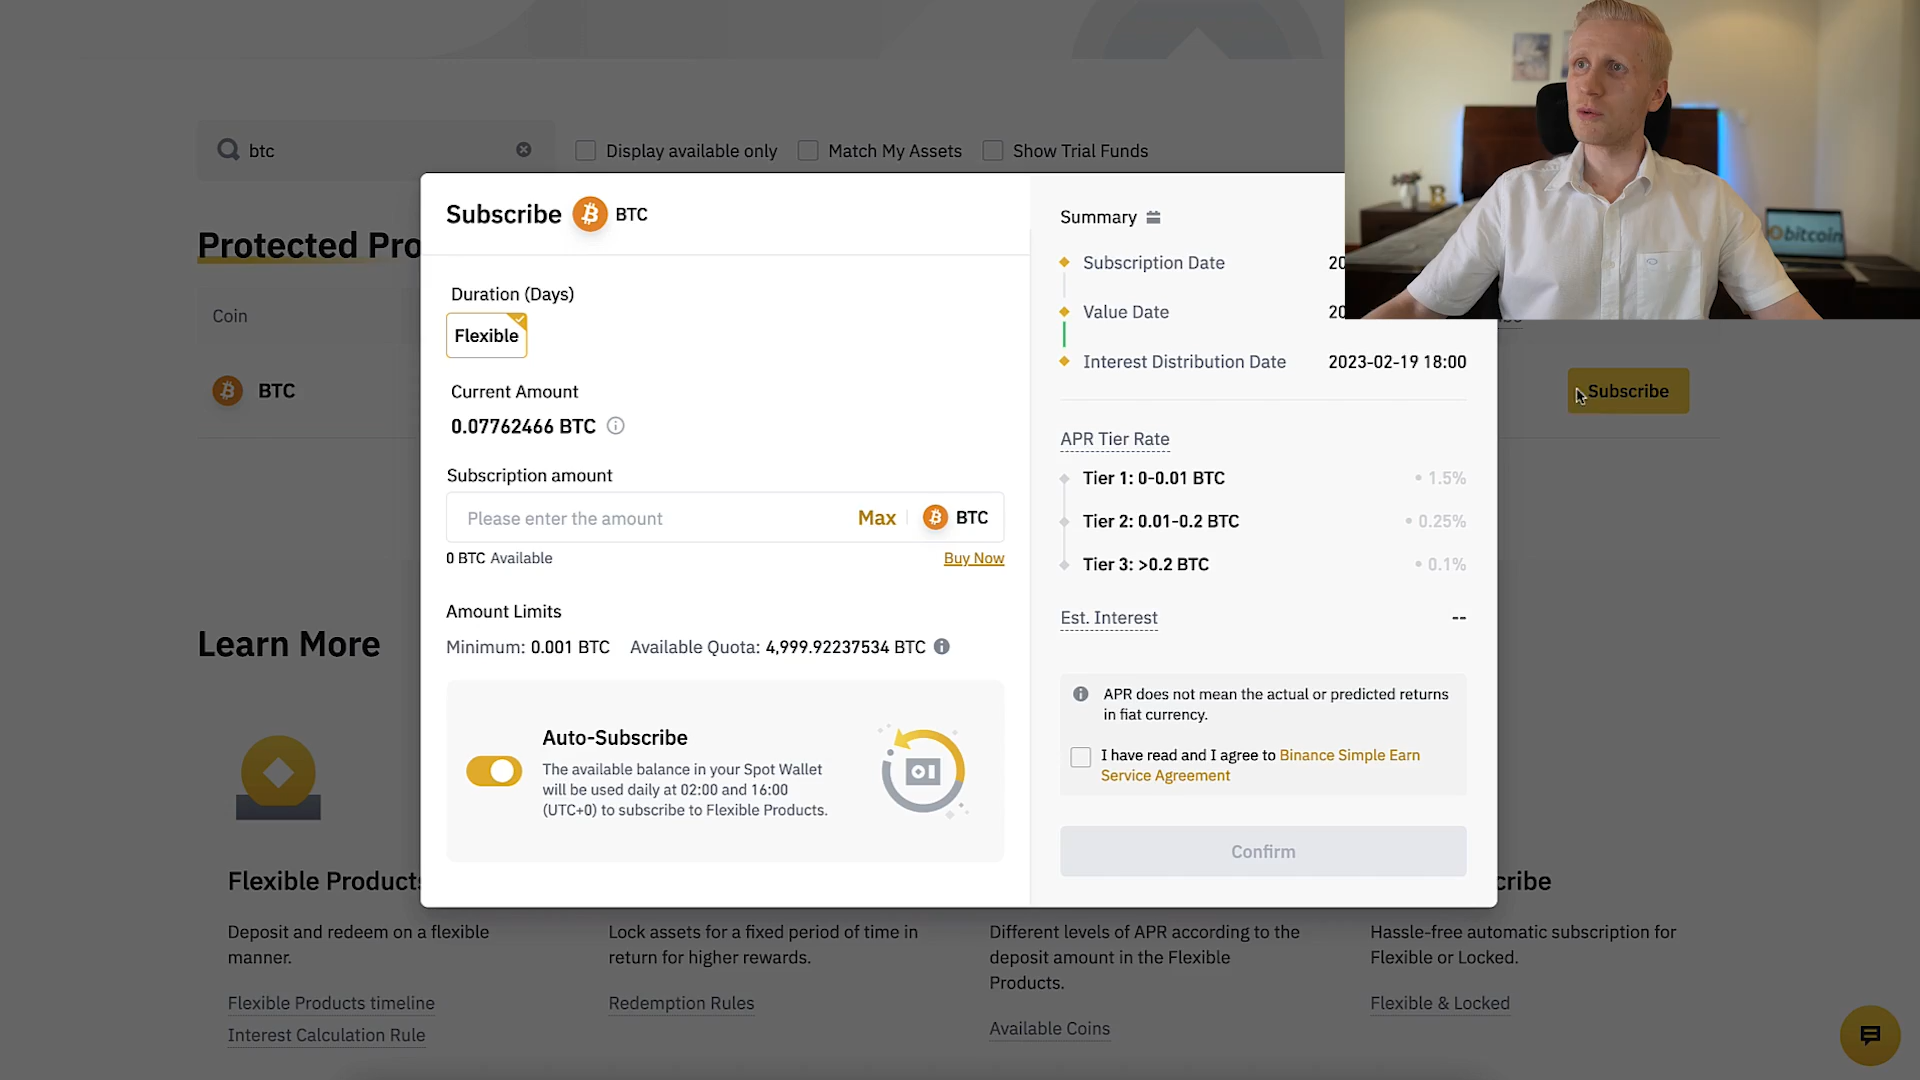 btc
Display available only
Match My Assets
Show Trial Funds
Protected Pro
Coin
BTC
Subscribe
Subscribe BTC
Duration (Days)
Flexible
Current Amount
0.07762466 BTC
Subscription amount
Please enter the amount Max BTC
0 BTC Available Buy Now
Amount Limits
Minimum: 0.001 BTC Available Quota: 4,999.92237534 BTC
Auto-Subscribe
The available balance in your Spot Wallet
will be used daily at 02:00 and 16:00
(UTC+0) to subscribe to Flexible Products.
Summary
Subscription Date 20
Value Date 20
Interest Distribution Date 2023-02-19 18:00
APR Tier Rate
Tier 1: 0-0.01 BTC • 1.5%
Tier 2: 0.01-0.2 BTC • 0.25%
Tier 3: >0.2 BTC • 0.1%
Est. Interest --
APR does not mean the actual or predicted returns
in fiat currency.
I have read and I agree to Binance Simple Earn
Service Agreement
Confirm
bitcoin
Learn More
Flexible Products
Deposit and redeem on a flexible
manner.
Flexible Products timeline
Interest Calculation Rule
Lock assets for a fixed period of time in
return for higher rewards.
Redemption Rules
Different levels of APR according to the
deposit amount in the Flexible
Products.
Available Coins
cribe
Hassle-free automatic subscription for
Flexible or Locked.
Flexible & Locked